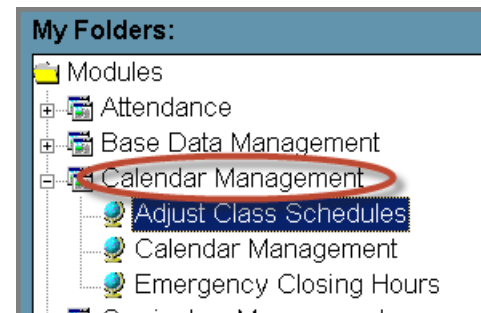 My Folders:
Modules
Attendance
Base Data Management
Calendar Management
Adjust Class Schedules
Calendar Management
Emergency Closing Hours